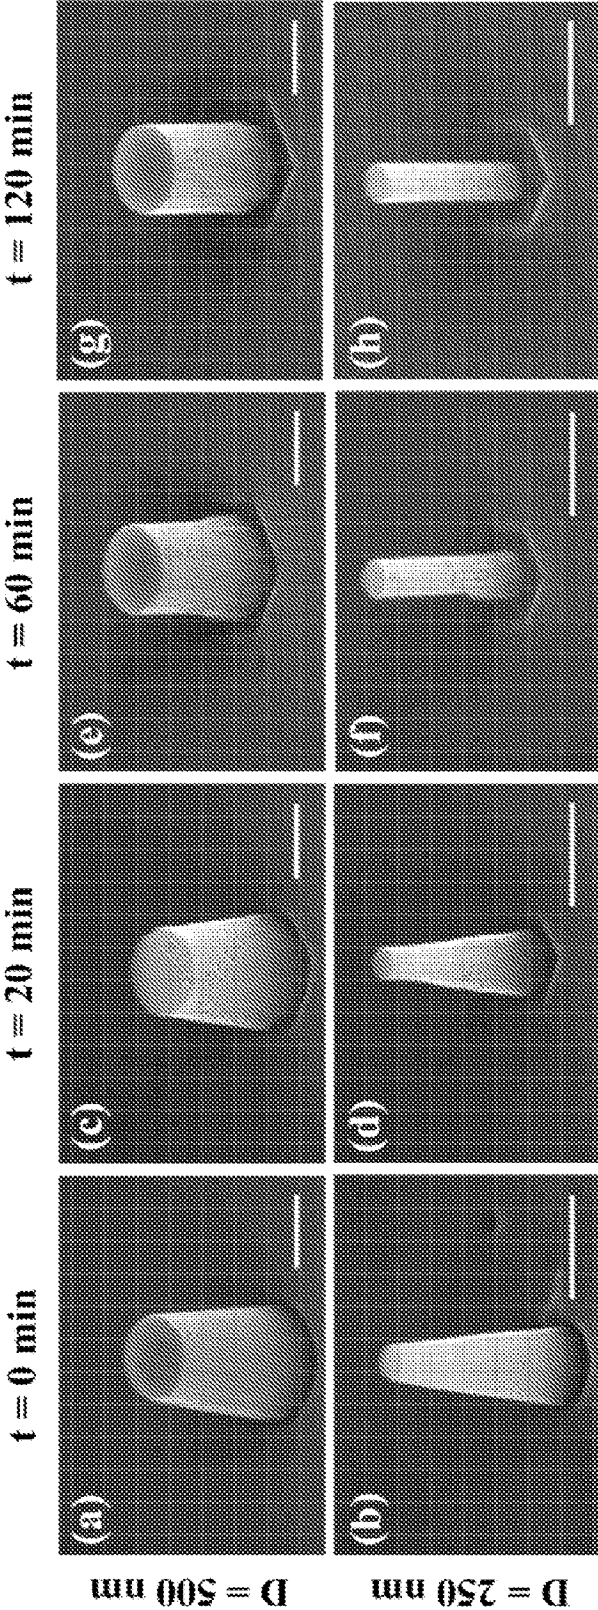 t = 0 min
t = 20 min
t = 60 min
t = 120 min
D = 500 nm
(a)
(c)
(e)
(g)
D = 250 nm
(b)
(d)
(f)
(h)